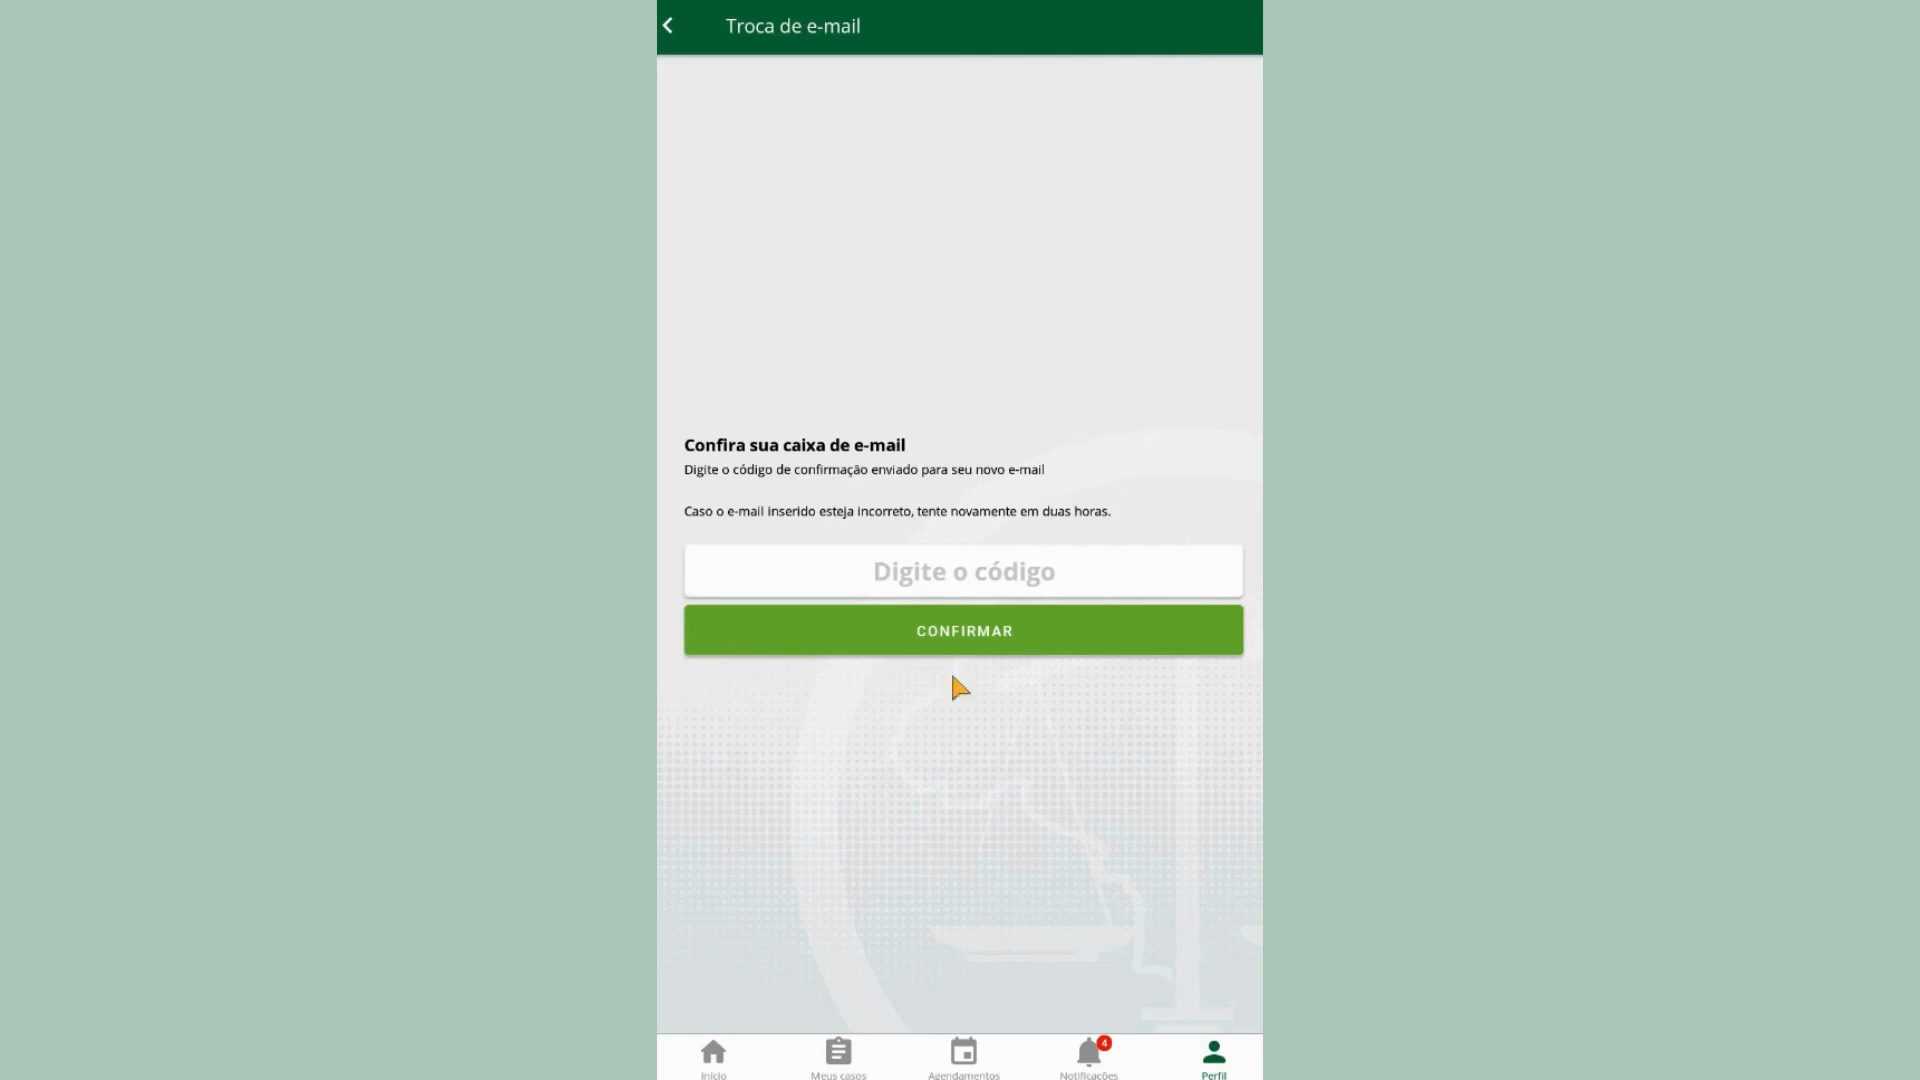 Troca de e-mail
Confira sua caixa de e-mail
Digite o código de confirmação enviado para seu novo e-mail
Caso o e-mail inserido esteja incorreto, tente novamente em duas horas.
Digite o código
CONFIRMAR
4
Início
Meus casos
Agendamentos
Notificações
Perfil